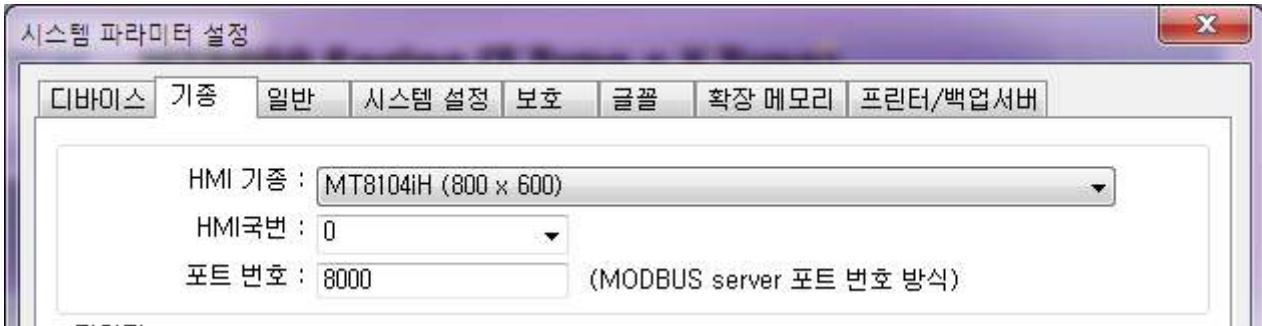 시스템 파라미터 설정
디바이스 기종 일반 시스템 설정 보호 글꼴 확장 메모리 프린터/백업서버
HMI 기종 : MT8104iH (800 x 600)
HMI국번 : 0
포트 번호 : 8000 (MODBUS server 포트 번호 방식)